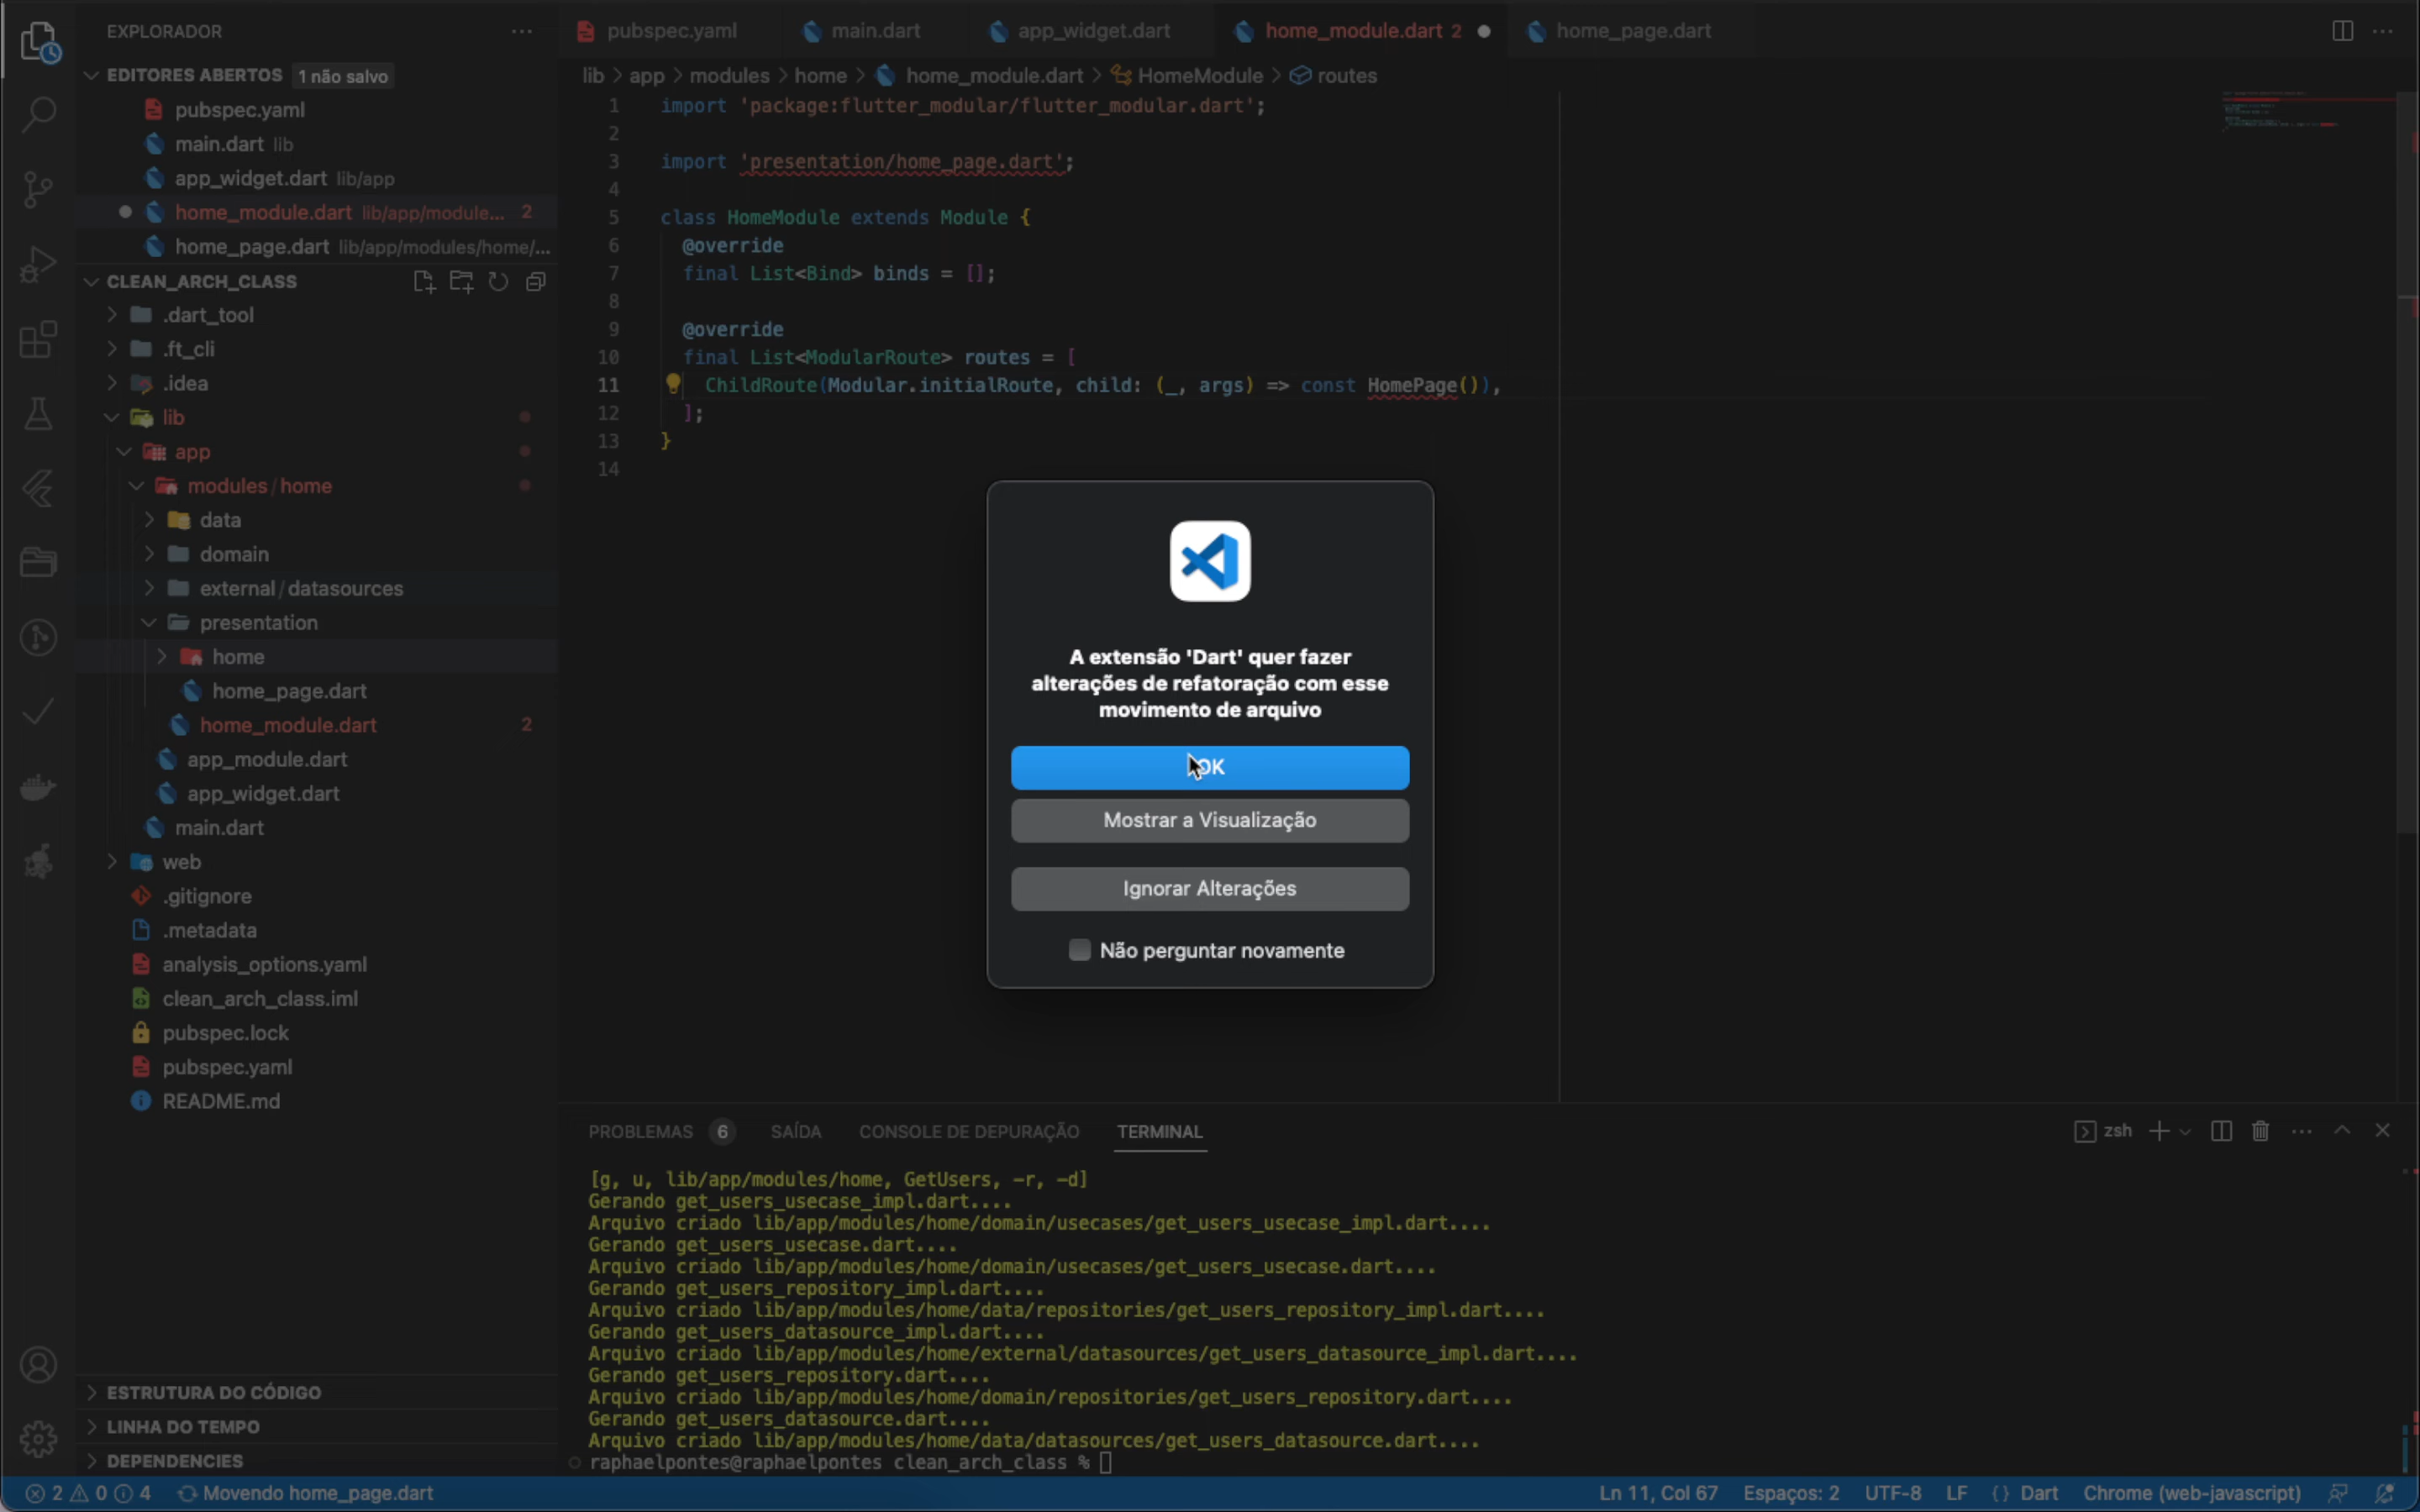 EXPLORADOR
EDITORES ABERTOS 1 não salvo
pubspec.yaml
main.dart lib
app_widget.dart lib/app
home_module.dart lib/app/module... 2
home_page.dart lib/app/modules/home/...
CLEAN_ARCH_CLASS
.dart_tool
.ft_cli
.idea
lib
app
modules/home
data
domain
external/datasources
presentation
home
home_page.dart
home_module.dart 2
app_module.dart
app_widget.dart
main.dart
web
.gitignore
.metadata
analysis_options.yaml
clean_arch_class.iml
pubspec.lock
pubspec.yaml
README.md
ESTRUTURA DO CÓDIGO
LINHA DO TEMPO
DEPENDENCIES
pubspec.yaml main.dart app_widget.dart home_module.dart 2 home_page.dart
lib > app > modules > home > home_module.dart > HomeModule > routes
1 import 'package:flutter_modular/flutter_modular.dart';
2
3 import 'presentation/home_page.dart';
4
5 class HomeModule extends Module {
6 @override
7 final List<Bind> binds = [];
8
9 @override
10 final List<ModularRoute> routes = [
11 ChildRoute(Modular.initialRoute, child: (_, args) => const HomePage()),
12 ];
13 }
14
A extensão 'Dart' quer fazer
alterações de refatoração com esse
movimento de arquivo
OK
Mostrar a Visualização
Ignorar Alterações
Não perguntar novamente
PROBLEMAS 6 SAÍDA CONSOLE DE DEPURAÇÃO TERMINAL zsh
[g, u, lib/app/modules/home, GetUsers, -r, -d]
Gerando get_users_usecase_impl.dart....
Arquivo criado lib/app/modules/home/domain/usecases/get_users_usecase_impl.dart....
Gerando get_users_usecase.dart....
Arquivo criado lib/app/modules/home/domain/usecases/get_users_usecase.dart....
Gerando get_users_repository_impl.dart....
Arquivo criado lib/app/modules/home/data/repositories/get_users_repository_impl.dart....
Gerando get_users_datasource_impl.dart....
Arquivo criado lib/app/modules/home/external/datasources/get_users_datasource_impl.dart....
Gerando get_users_repository.dart....
Arquivo criado lib/app/modules/home/domain/repositories/get_users_repository.dart....
Gerando get_users_datasource.dart....
Arquivo criado lib/app/modules/home/data/datasources/get_users_datasource.dart....
raphaelpontes@raphaelpontes clean_arch_class %
2 0 4 Movendo home_page.dart Ln 11, Col 67 Espaços: 2 UTF-8 LF {} Dart Chrome (web-javascript)